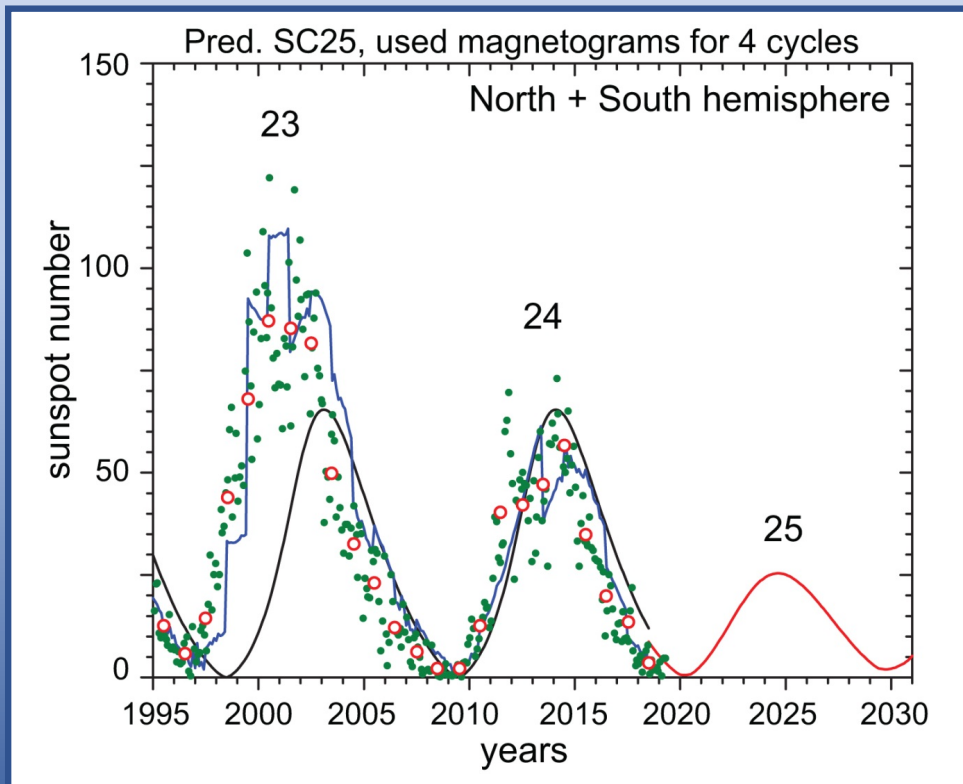 Pred. SC25, used magnetograms for 4 cycles
150
North + South hemisphere
23
100
24
sunspot number
50
25
0
1995 2000 2005 2010 2015 2020 2025 2030
years